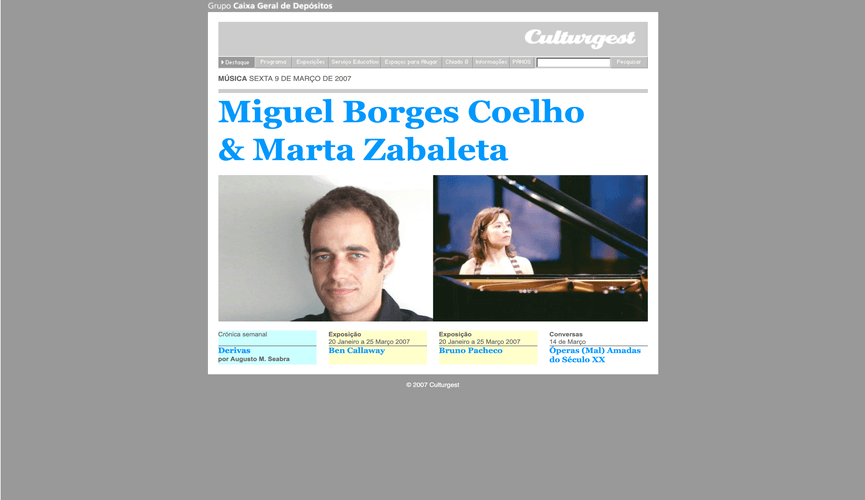 Grupo Caixa Geral de Depósitos
Culturgest
Destaque Programa Exposições Serviço Educativo Espaços para Alugar Chiado 8 Informações PANOS Pesquisar
MÚSICA SEXTA 9 DE MARÇO DE 2007
Miguel Borges Coelho
& Marta Zabaleta
Crónica semanal
Derivas
por Augusto M. Seabra
Exposição
20 Janeiro a 25 Março 2007
Ben Callaway
Exposição
20 Janeiro a 25 Março 2007
Bruno Pacheco
Conversas
14 de Março
Óperas (Mal) Amadas
do Século XX
© 2007 Culturgest